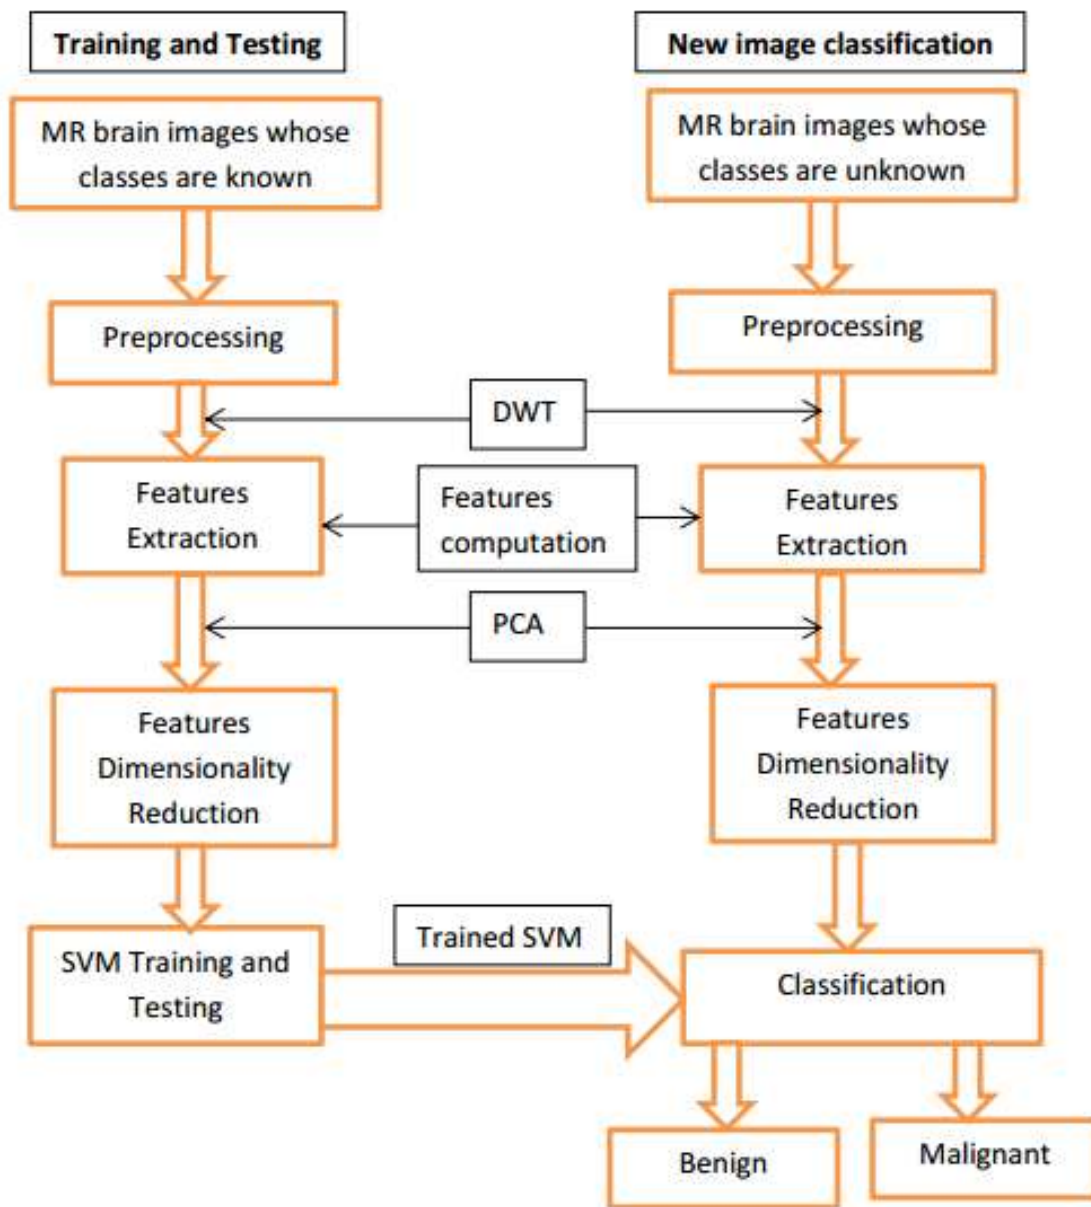 Training and Testing
New image classification
MR brain images whose
classes are known
MR brain images whose
classes are unknown
Preprocessing
Preprocessing
DWT
Features
Extraction
Features
computation
Features
Extraction
PCA
Features
Dimensionality
Reduction
Features
Dimensionality
Reduction
SVM Training and
Testing
Trained SVM
Classification
Benign
Malignant